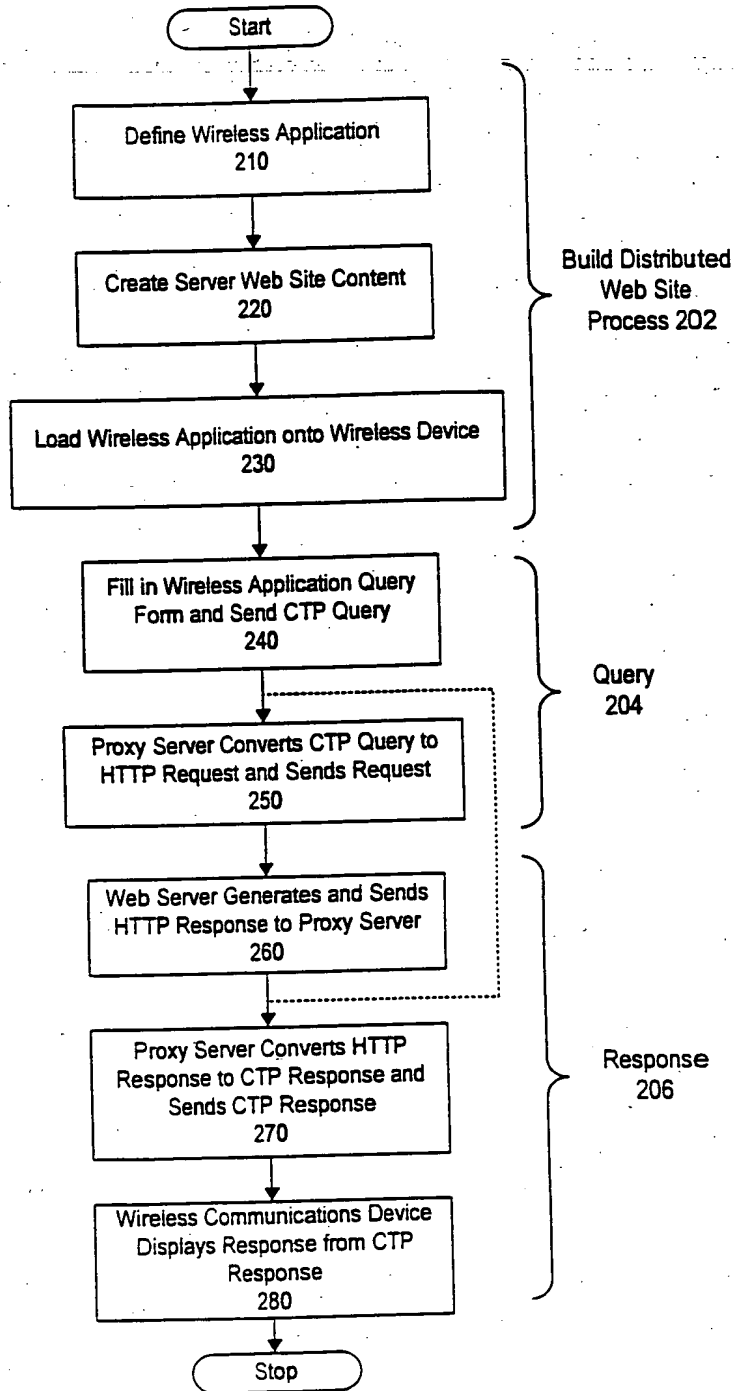 Start
Define Wireless Application
210
Create Server Web Site Content
220
Load Wireless Application onto Wireless Device
230
Build Distributed
Web Site
Process 202
Fill in Wireless Application Query
Form and Send CTP Query
240
Proxy Server Converts CTP Query to
HTTP Request and Sends Request
250
Query
204
Web Server Generates and Sends
HTTP Response to Proxy Server
260
Proxy Server Converts HTTP
Response to CTP Response and
Sends CTP Response
270
Wireless Communications Device
Displays Response from CTP
Response
280
Response
206
Stop